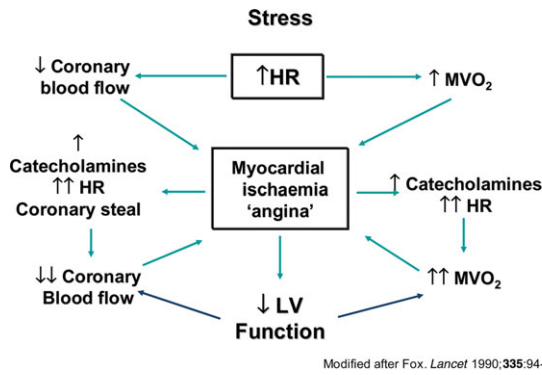 Stress
↓ Coronary
blood flow
↑HR
↑ MVO₂
↑
Catecholamines
↑↑ HR
Coronary steal
Myocardial
ischaemia
‘angina’
↑ Catecholamines
↑↑ HR
↓↓ Coronary
Blood flow
↓ LV
Function
↑↑ MVO₂
Modified after Fox. Lancet 1990;335:94-